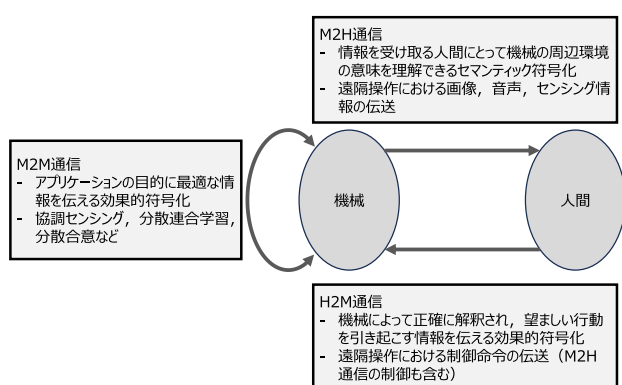 M2H通信
- 情報を受け取る人間にとって機械の周辺環境
の意味を理解できるセマンティック符号化
- 遠隔操作における画像，音声，センシング情
報の伝送
M2M通信
- アプリケーションの目的に最適な情
報を伝える効果的符号化
- 協調センシング，分散連合学習，
分散合意など
機械
人間
H2M通信
- 機械によって正確に解釈され，望ましい行動
を引き起こす情報を伝える効果的符号化
- 遠隔操作における制御命令の伝送（M2H
通信の制御も含む）